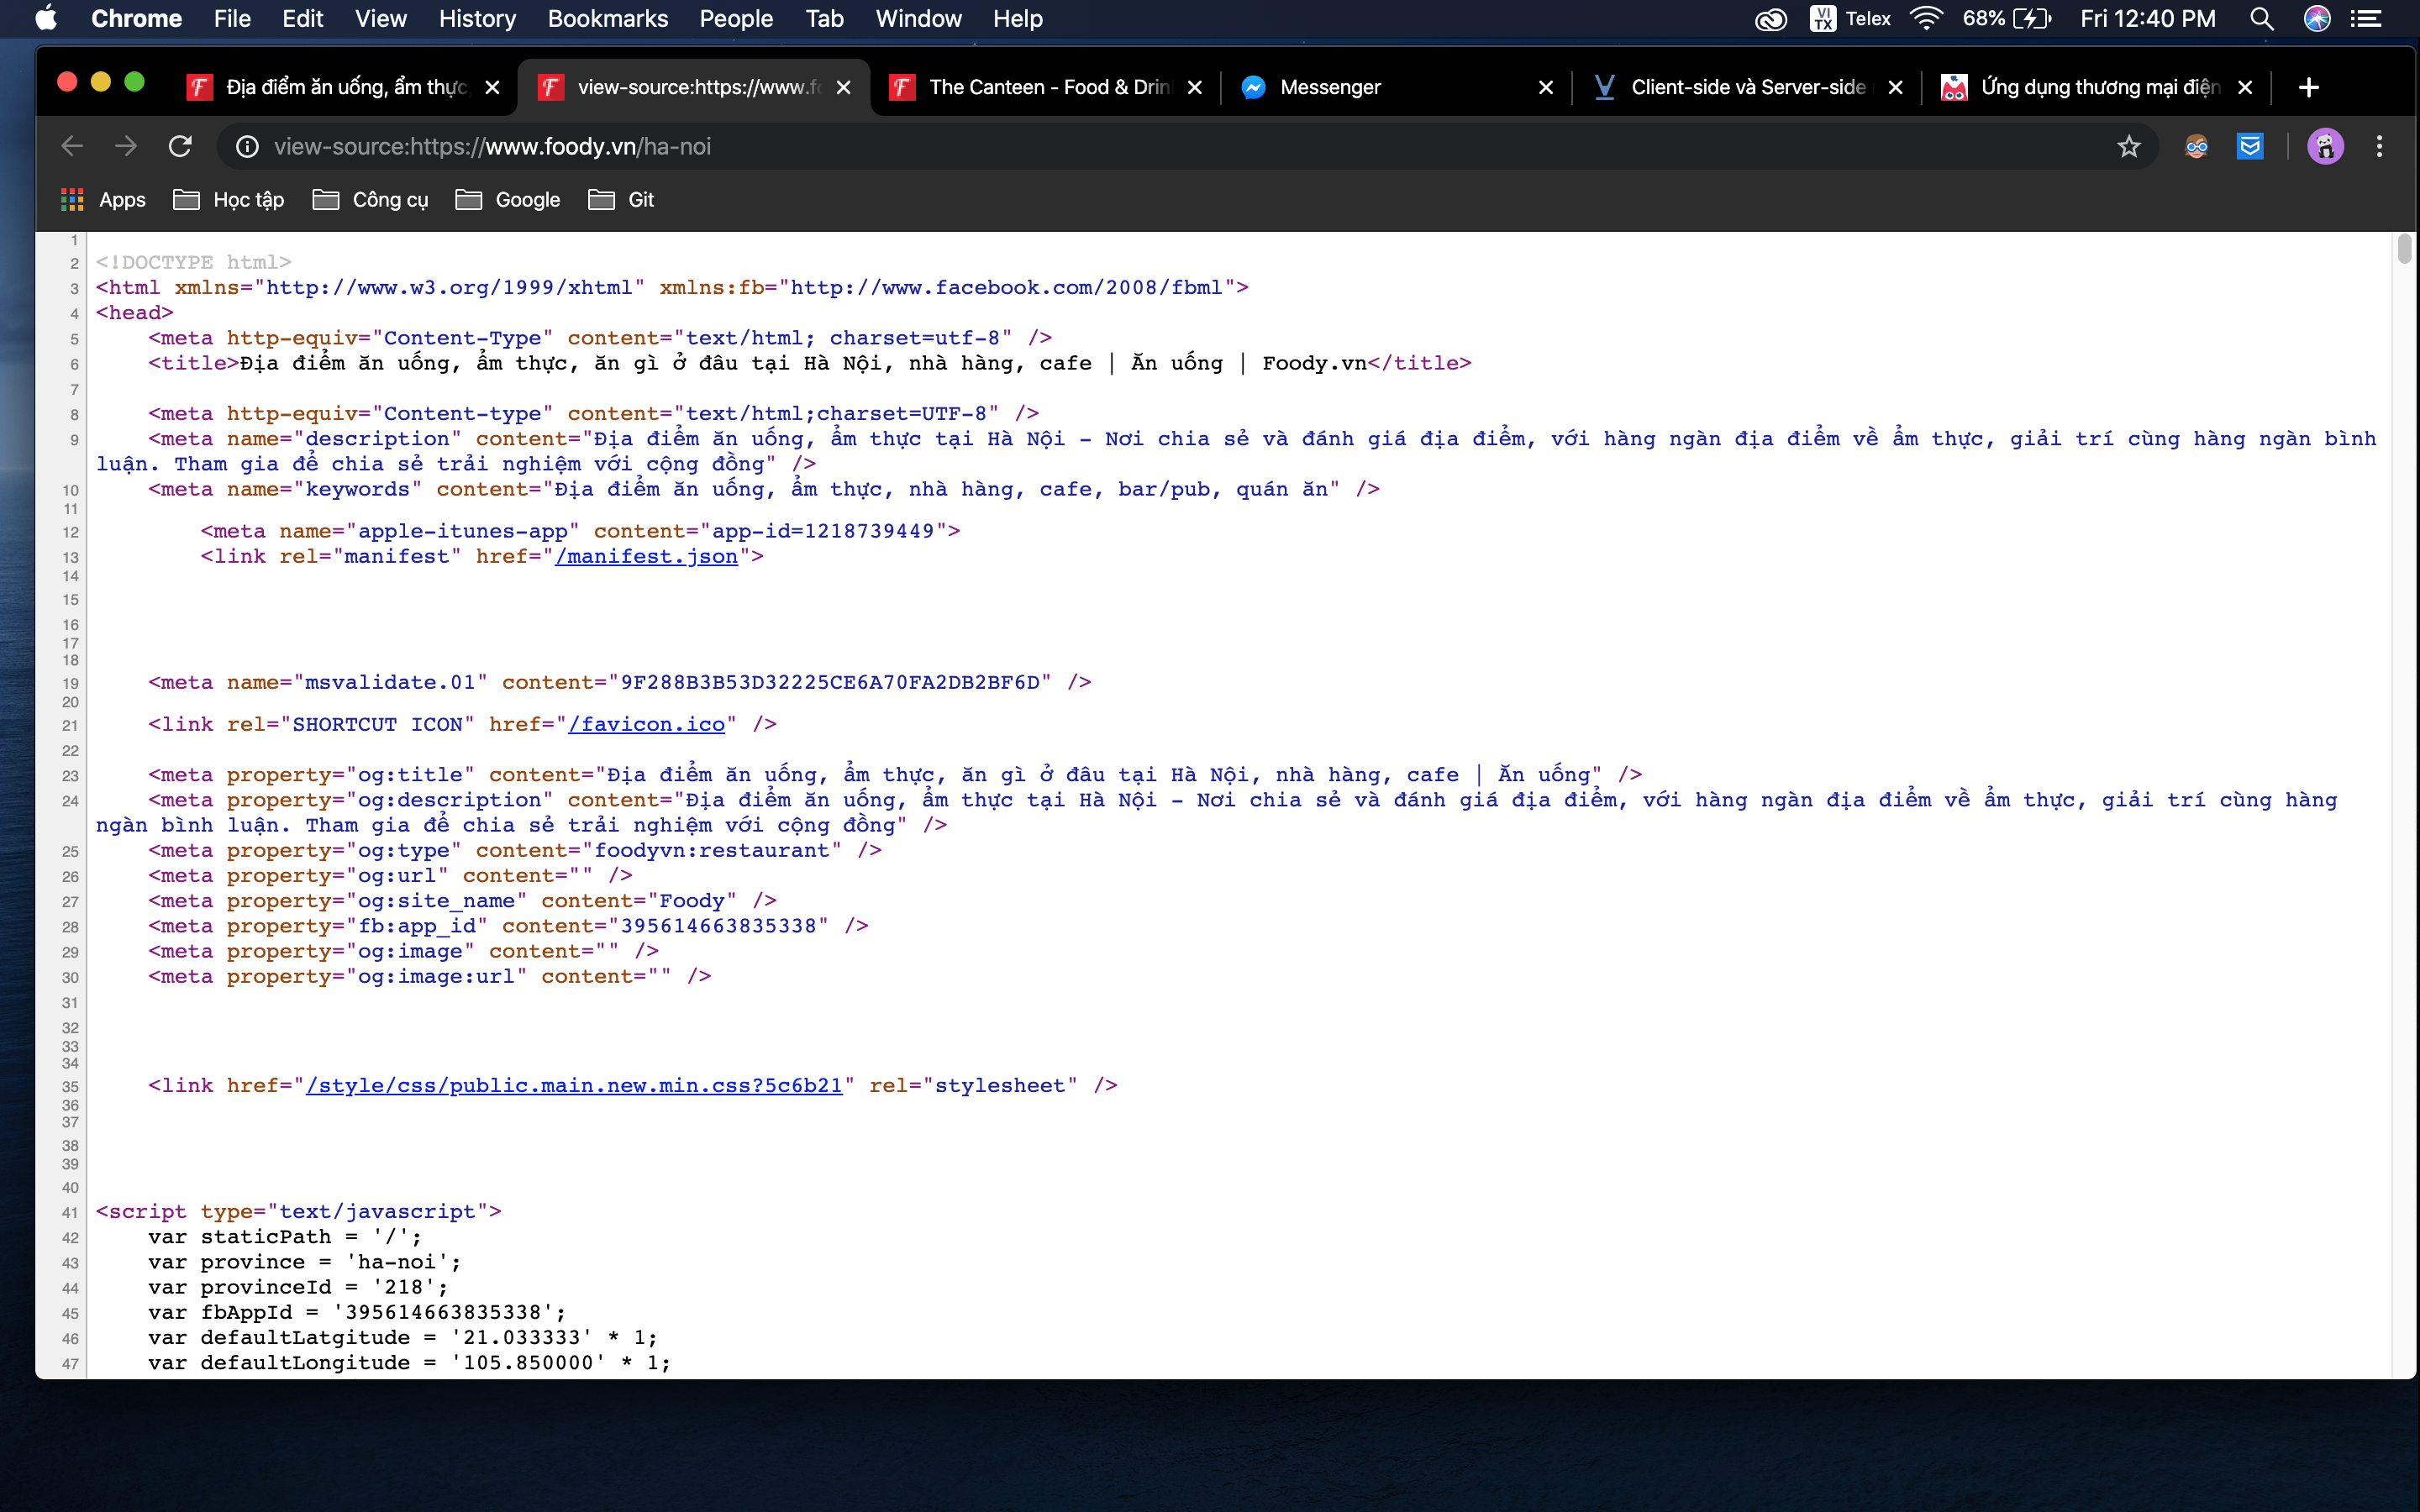 Chrome File Edit View History Bookmarks People Tab Window Help VI TX Telex 68% Fri 12:40 PM
Địa điểm ăn uống, ẩm thực, view-source:https://www.fo The Canteen - Food & Drin Messenger Client-side và Server-side Ứng dụng thương mại điện
view-source:https://www.foody.vn/ha-noi
Apps Học tập Công cụ Google Git
1
2 <!DOCTYPE html>
3 <html xmlns="http://www.w3.org/1999/xhtml" xmlns:fb="http://www.facebook.com/2008/fbml">
4 <head>
5 <meta http-equiv="Content-Type" content="text/html; charset=utf-8" />
6 <title>Địa điểm ăn uống, ẩm thực, ăn gì ở đâu tại Hà Nội, nhà hàng, cafe | Ăn uống | Foody.vn</title>
7
8 <meta http-equiv="Content-type" content="text/html;charset=UTF-8" />
9 <meta name="description" content="Địa điểm ăn uống, ẩm thực tại Hà Nội - Nơi chia sẻ và đánh giá địa điểm, với hàng ngàn địa điểm về ẩm thực, giải trí cùng hàng ngàn bình
luận. Tham gia để chia sẻ trải nghiệm với cộng đồng" />
10 <meta name="keywords" content="Địa điểm ăn uống, ẩm thực, nhà hàng, cafe, bar/pub, quán ăn" />
11
12 <meta name="apple-itunes-app" content="app-id=1218739449">
13 <link rel="manifest" href="/manifest.json">
14
15
16
17
18
19 <meta name="msvalidate.01" content="9F288B3B53D32225CE6A70FA2DB2BF6D" />
20
21 <link rel="SHORTCUT ICON" href="/favicon.ico" />
22
23 <meta property="og:title" content="Địa điểm ăn uống, ẩm thực, ăn gì ở đâu tại Hà Nội, nhà hàng, cafe | Ăn uống" />
24 <meta property="og:description" content="Địa điểm ăn uống, ẩm thực tại Hà Nội - Nơi chia sẻ và đánh giá địa điểm, với hàng ngàn địa điểm về ẩm thực, giải trí cùng hàng
ngàn bình luận. Tham gia để chia sẻ trải nghiệm với cộng đồng" />
25 <meta property="og:type" content="foodyvn:restaurant" />
26 <meta property="og:url" content="" />
27 <meta property="og:site_name" content="Foody" />
28 <meta property="fb:app_id" content="395614663835338" />
29 <meta property="og:image" content="" />
30 <meta property="og:image:url" content="" />
31
32
33
34
35 <link href="/style/css/public.main.new.min.css?5c6b21" rel="stylesheet" />
36
37
38
39
40
41 <script type="text/javascript">
42 var staticPath = '/';
43 var province = 'ha-noi';
44 var provinceId = '218';
45 var fbAppId = '395614663835338';
46 var defaultLatgitude = '21.033333' * 1;
47 var defaultLongitude = '105.850000' * 1;